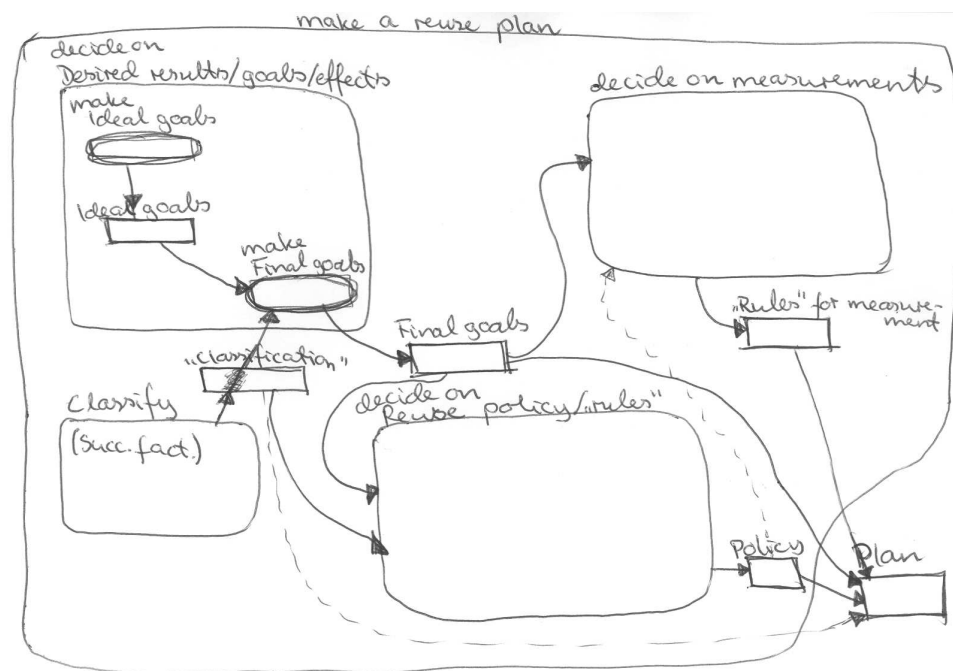 make a reuse plan
decide on
Desired results/goals/effects
make
Ideal goals
Ideal goals
make
Final goals
decide on measurements
„Rules" for measure-
ment
Final goals
„Classification"
Classify
(Succ. fact.)
decide on
Reuse policy/„rules"
Policy
Plan